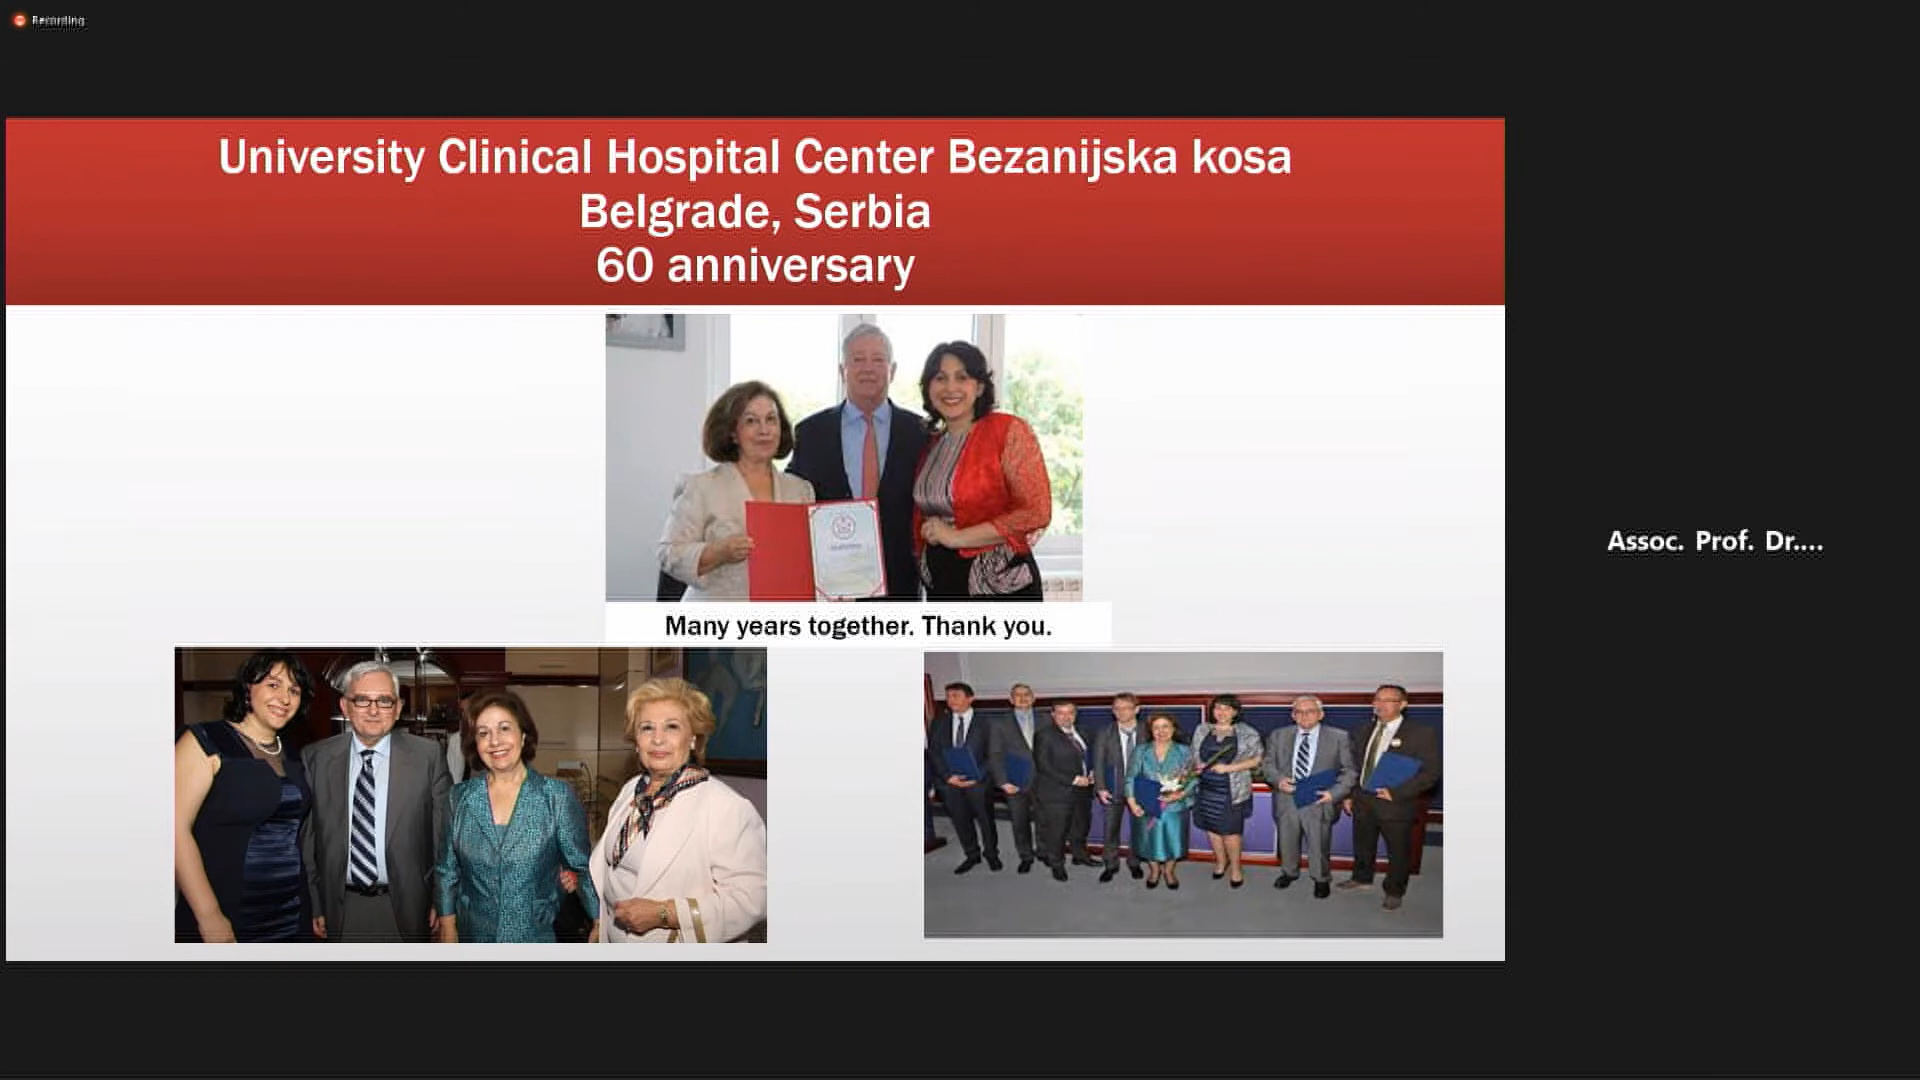 Recording
University Clinical Hospital Center Bezanijska kosa
Belgrade, Serbia
60 anniversary
Many years together. Thank you.
Assoc. Prof. Dr....